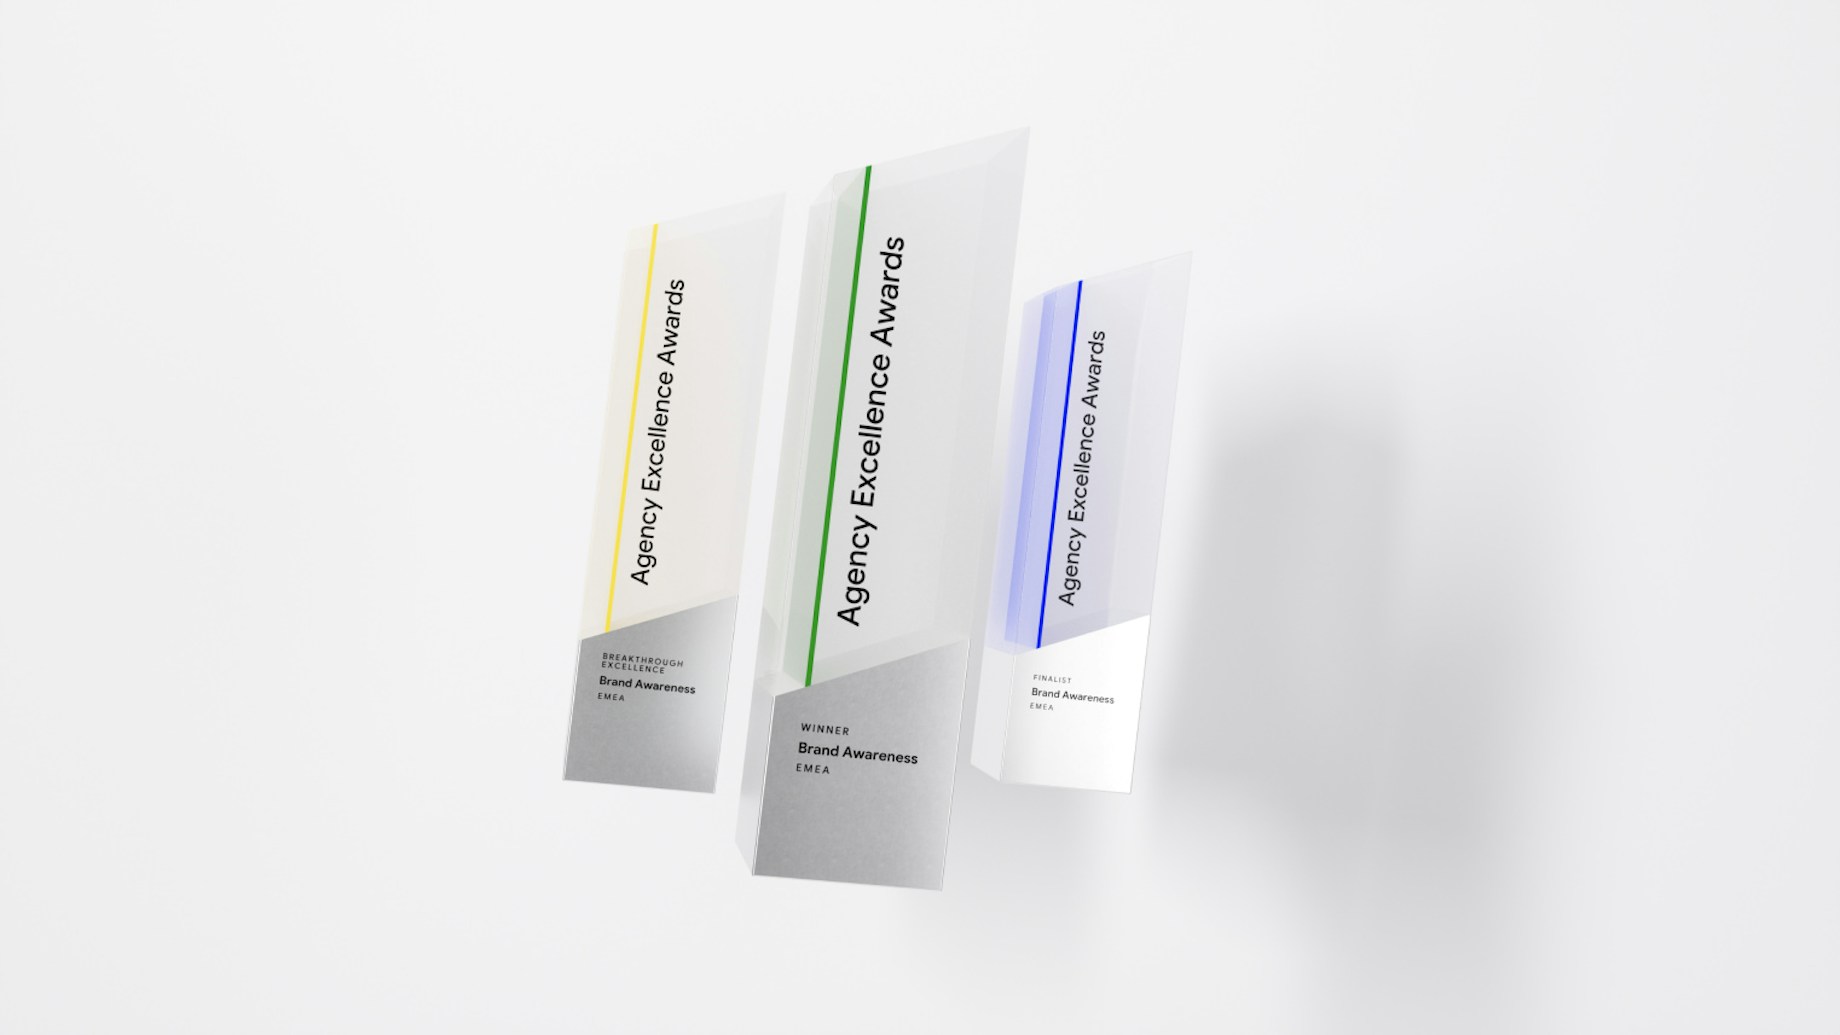 Agency Excellence Awards
BREAKTHROUGH
EXCELLENCE
Brand Awareness
EMEA
Agency Excellence Awards
WINNER
Brand Awareness
EMEA
Agency Excellence Awards
FINALIST
Brand Awareness
EMEA